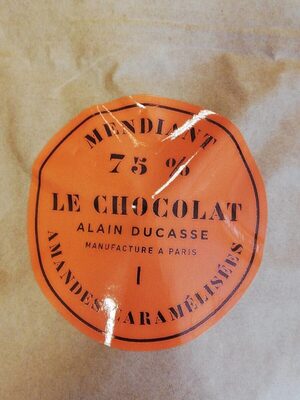 MENDIANT
75 %
LE CHOCOLAT
ALAIN DUCASSE
MANUFACTURE A PARIS
AMANDES CARAMÉLISÉES